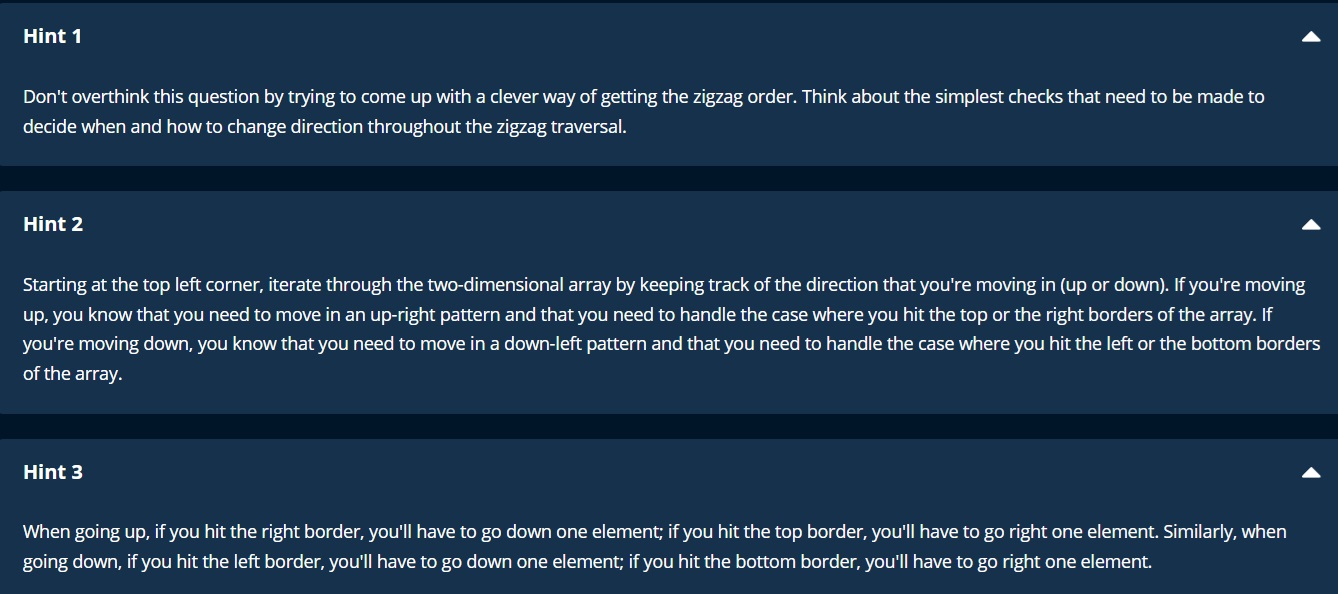 Hint 1
Don't overthink this question by trying to come up with a clever way of getting the zigzag order. Think about the simplest checks that need to be made to
decide when and how to change direction throughout the zigzag traversal.
Hint 2
Starting at the top left corner, iterate through the two-dimensional array by keeping track of the direction that you're moving in (up or down). If you're moving
up, you know that you need to move in an up-right pattern and that you need to handle the case where you hit the top or the right borders of the array. If
you're moving down, you know that you need to move in a down-left pattern and that you need to handle the case where you hit the left or the bottom borders
of the array.
Hint 3
When going up, if you hit the right border, you'll have to go down one element; if you hit the top border, you'll have to go right one element. Similarly, when
going down, if you hit the left border, you'll have to go down one element; if you hit the bottom border, you'll have to go right one element.